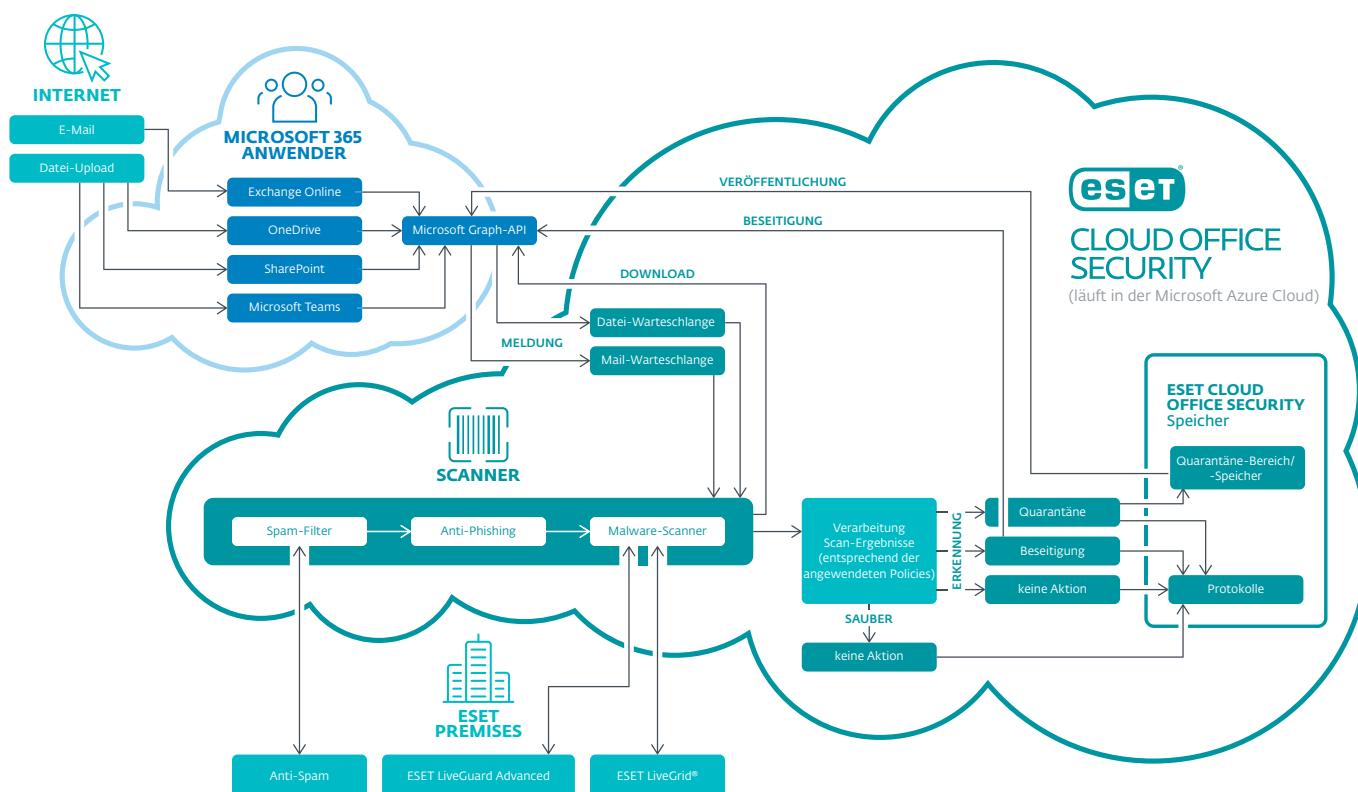 INTERNET
E-Mail
Datei-Upload
MICROSOFT 365
ANWENDER
Exchange Online
OneDrive
SharePoint
Microsoft Teams
Microsoft Graph-API
VERÖFFENTLICHUNG
BESEITIGUNG
DOWNLOAD
MELDUNG
Datei-Warteschlange
Mail-Warteschlange
eseT®
CLOUD OFFICE
SECURITY
(läuft in der Microsoft Azure Cloud)
SCANNER
Spam-Filter
Anti-Phishing
Malware-Scanner
Verarbeitung
Scan-Ergebnisse
(entsprechend der
angewendeten Policies)
ERKENNUNG
Quarantäne
Beseitigung
keine Aktion
SAUBER
keine Aktion
ESET CLOUD
OFFICE SECURITY
Speicher
Quarantäne-Bereich/
-Speicher
Protokolle
ESET
PREMISES
Anti-Spam
ESET LiveGuard Advanced
ESET LiveGrid®